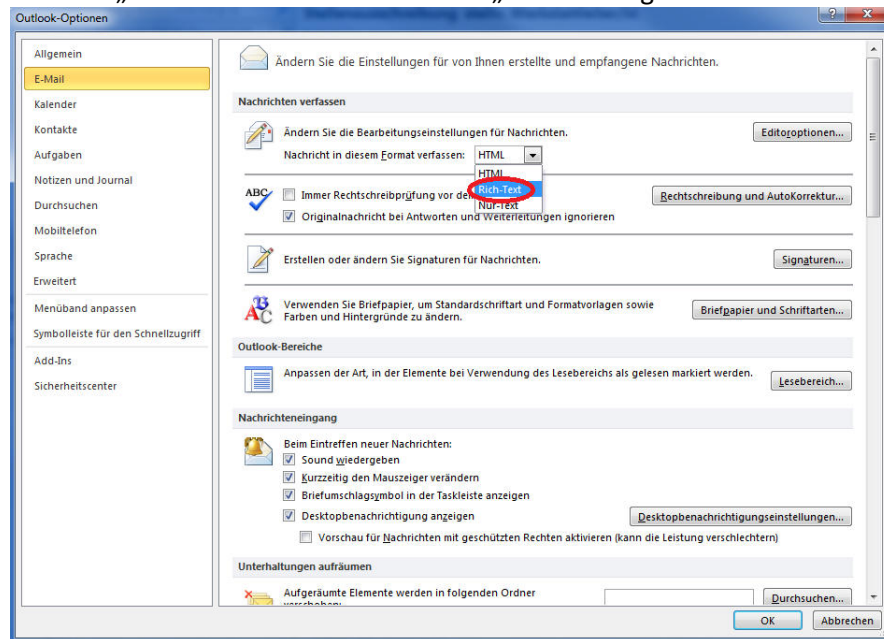 „ „
Outlook-Optionen
Allgemein
E-Mail
Kalender
Kontakte
Aufgaben
Notizen und Journal
Durchsuchen
Mobiltelefon
Sprache
Erweitert
Menüband anpassen
Symbolleiste für den Schnellzugriff
Add-Ins
Sicherheitscenter
Ändern Sie die Einstellungen für von Ihnen erstellte und empfangene Nachrichten.
Nachrichten verfassen
Ändern Sie die Bearbeitungseinstellungen für Nachrichten.
Editoroptionen...
Nachricht in diesem Format verfassen: HTML
HTML
Rich-Text
Nur-Text
ABC Immer Rechtschreibprüfung vor dem
Rechtschreibung und AutoKorrektur...
Originalnachricht bei Antworten und Weiterleitungen ignorieren
Erstellen oder ändern Sie Signaturen für Nachrichten.
Signaturen...
Verwenden Sie Briefpapier, um Standardschriftart und Formatvorlagen sowie
Farben und Hintergründe zu ändern.
Briefpapier und Schriftarten...
Outlook-Bereiche
Anpassen der Art, in der Elemente bei Verwendung des Lesebereichs als gelesen markiert werden.
Lesebereich...
Nachrichteneingang
Beim Eintreffen neuer Nachrichten:
Sound wiedergeben
Kurzzeitig den Mauszeiger verändern
Briefumschlagsymbol in der Taskleiste anzeigen
Desktopbenachrichtigung anzeigen
Desktopbenachrichtigungseinstellungen...
Vorschau für Nachrichten mit geschützten Rechten aktivieren (kann die Leistung verschlechtern)
Unterhaltungen aufräumen
Aufgeräumte Elemente werden in folgenden Ordner
verschoben:
Durchsuchen...
OK
Abbrechen